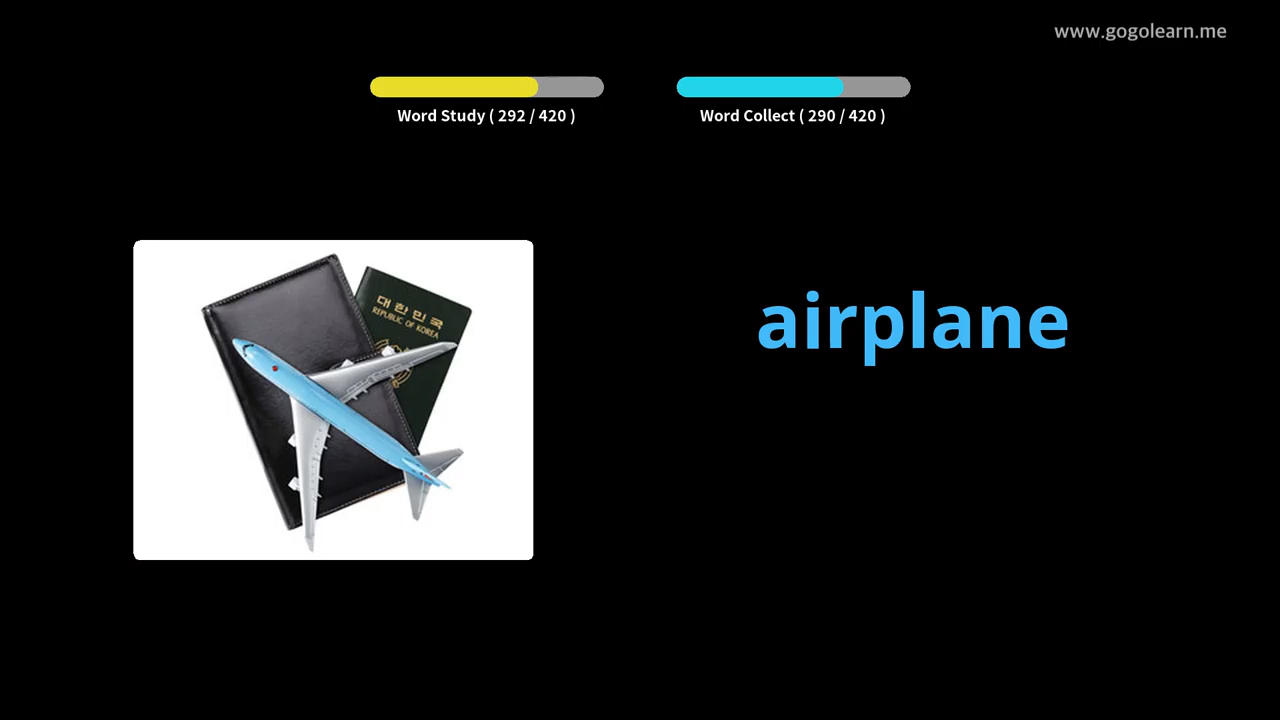 www.gogolearn.me
Word Study ( 292 / 420 )
Word Collect ( 290 / 420 )
대한민국
REPUBLIC OF KOREA
airplane